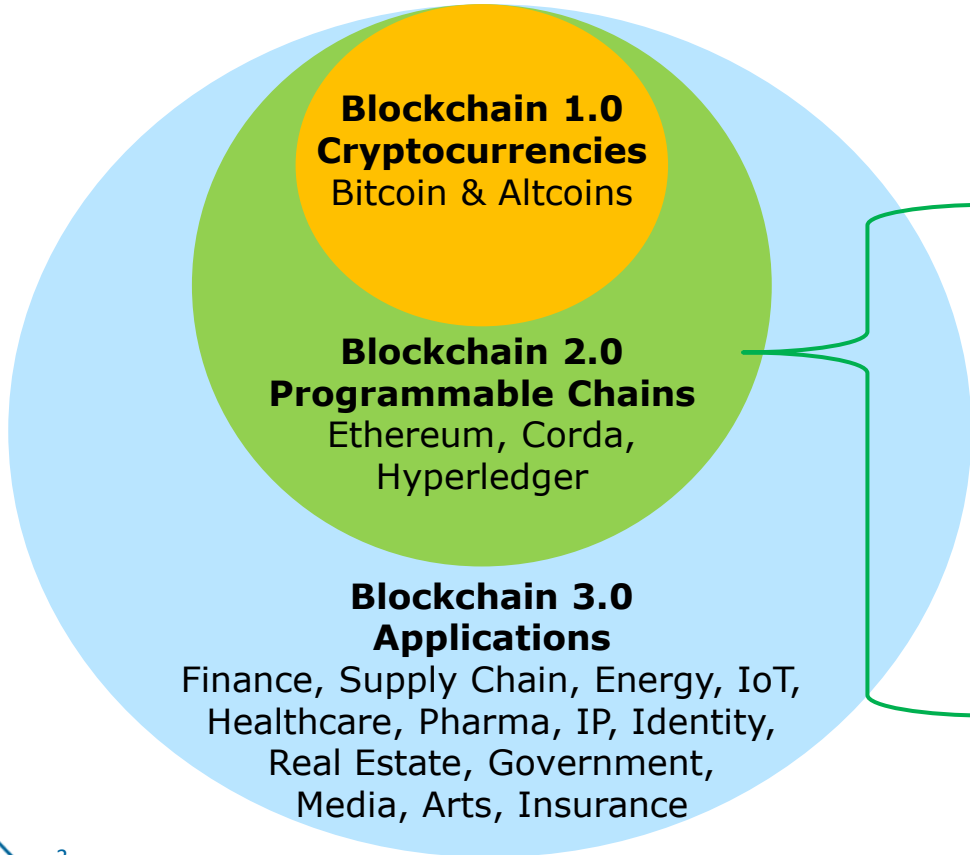 Blockchain 1.0
Cryptocurrencies
Bitcoin & Altcoins
Blockchain 2.0
Programmable Chains
Ethereum, Corda,
Hyperledger
Blockchain 3.0
Applications
Finance, Supply Chain, Energy, IoT,
Healthcare, Pharma, IP, Identity,
Real Estate, Government,
Media, Arts, Insurance